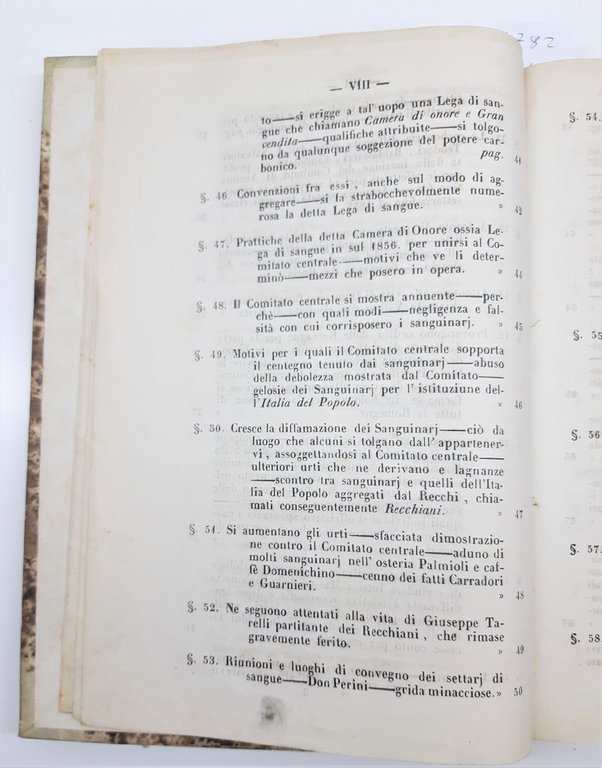 782
— VIII —
to——si erige a tal' uopo una Lega di san-
gue che chiamano Camera di onore e Gran
vendita——qualifiche attribuite——si tolgo-
no da qualunque soggezione del potere car-
bonico. pag. 41
§. 46. Convenzioni fra essi, anche sul modo di ag-
gregare——si fa strabocchevolmente nume-
rosa la detta Lega di sangue. » 42
§. 47. Prattiche della detta Camera di Onore ossia Le-
ga di sangue in sul 1856. per unirsi al Co-
mitato centrale——motivi che ve li deter-
minò——mezzi che posero in opera. » 44
§. 48. Il Comitato centrale si mostra annuente——per-
chè——con quali modi——negligenza e fal-
sità con cui corrisposero i sanguinarj. » 45
§. 49. Motivi per i quali il Comitato centrale sopporta
il contegno tenuto dai sanguinarj——abuso
della debolezza mostrata dal Comitato——
gelosie dei Sanguinarj per l' istituzione del-
l'Italia del Popolo. » 46
§. 50. Cresce la diffamazione dei Sanguinarj——ciò dà
luogo che alcuni si tolgano dall' appartener-
vi, assoggettandosi al Comitato centrale——
ulteriori urti che ne derivano e lagnanze
——scontro tra sanguinarj e quelli dell'Ita-
lia del Popolo aggregati dal Recchi, chia-
mati conseguentemente Recchiani. » 47
§. 51. Si aumentano gli urti——sfacciata dimostrazio-
ne contro il Comitato centrale——aduno di
molti sanguinarj nell' osteria Palmioli e caf-
fè Domenichino——cenno dei fatti Carradori
e Guarnieri. » 48
§. 52. Ne seguono attentati alla vita di Giuseppe Ta-
relli partitante dei Recchiani, che rimase
gravemente ferito. » 49
§. 53. Riunioni e luoghi di convegno dei settarj di
sangue——Don Perini——grida minacciose. » 50
§. 54.
§. 55
§. 56
§. 57.
§. 58